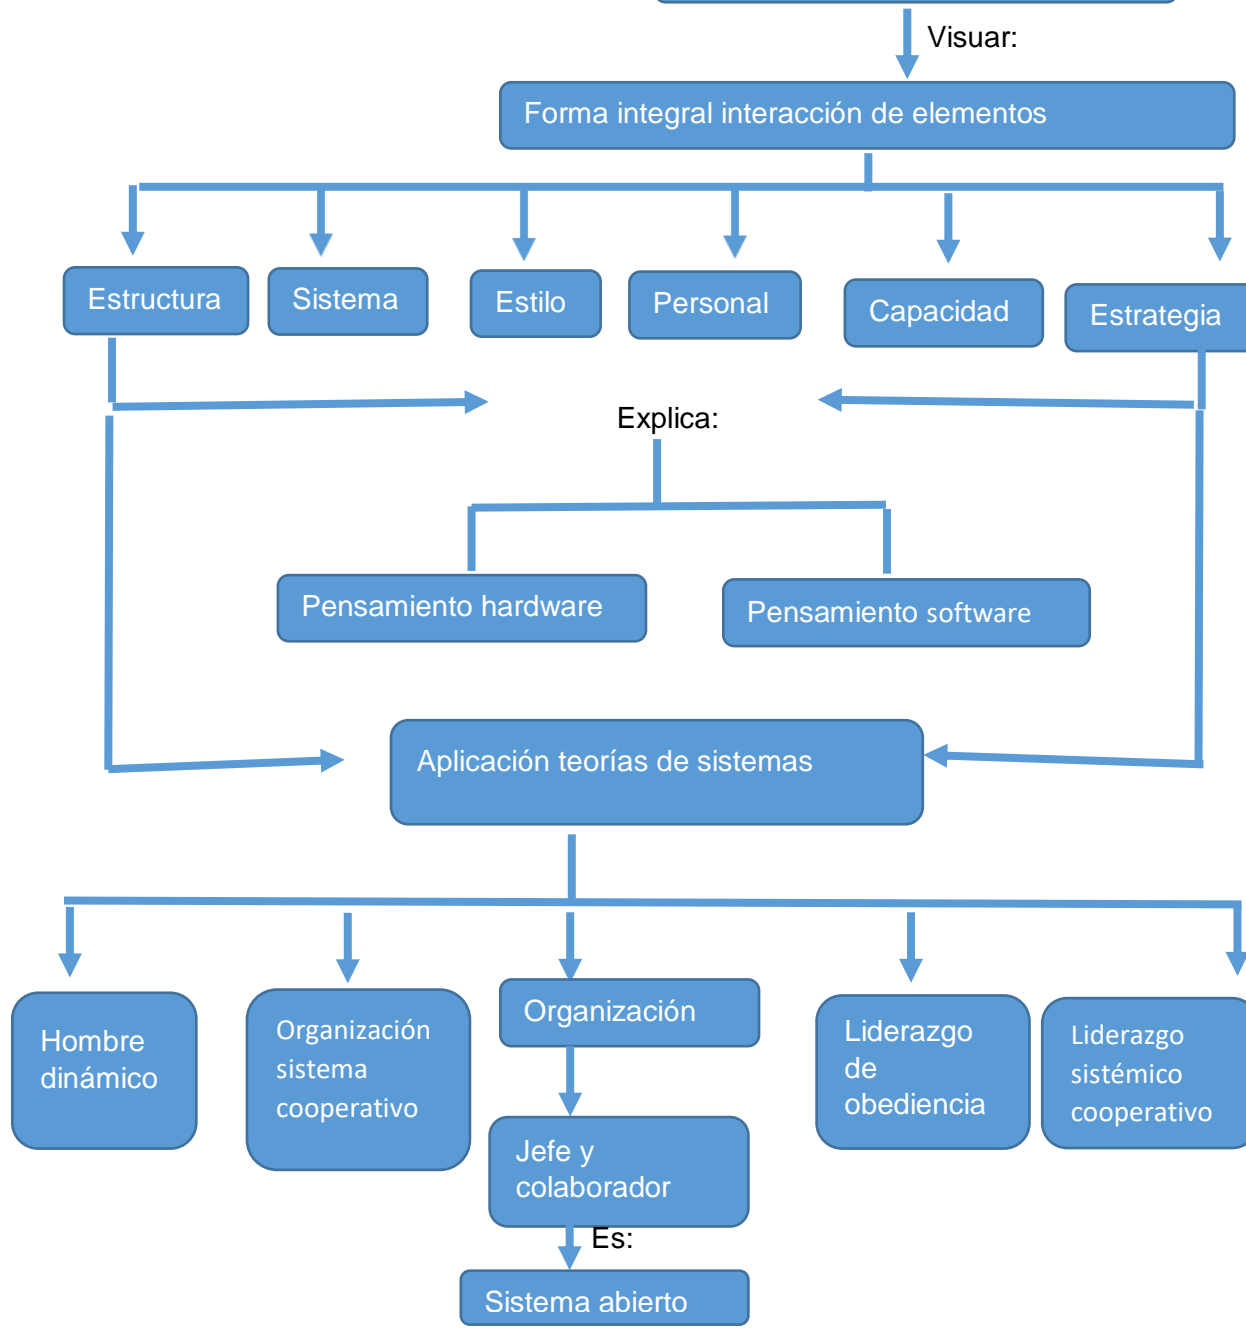 Visuar:
Forma integral interacción de elementos
Estructura
Sistema
Estilo
Personal
Capacidad
Estrategia
Explica:
Pensamiento hardware
Pensamiento software
Aplicación teorías de sistemas
Hombre
dinámico
Organización
sistema
cooperativo
Organización
Jefe y
colaborador
Es:
Sistema abierto
Liderazgo
de
obediencia
Liderazgo
sistémico
cooperativo